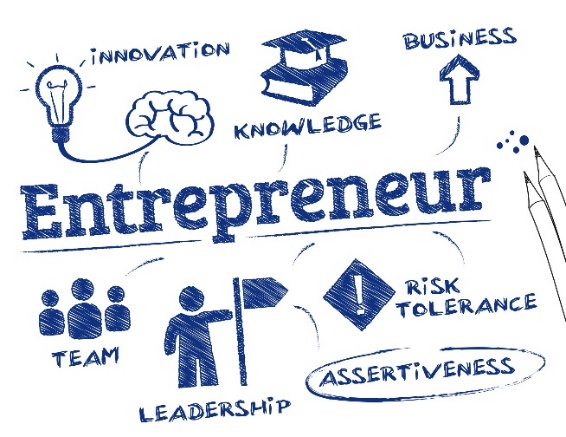 iNNOVATiON
KNOWLEDGE
BUSiNESS
Entrepreneur
TEAM
LEADERSHiP
RiSK
TOLERANCE
ASSERTiVENESS